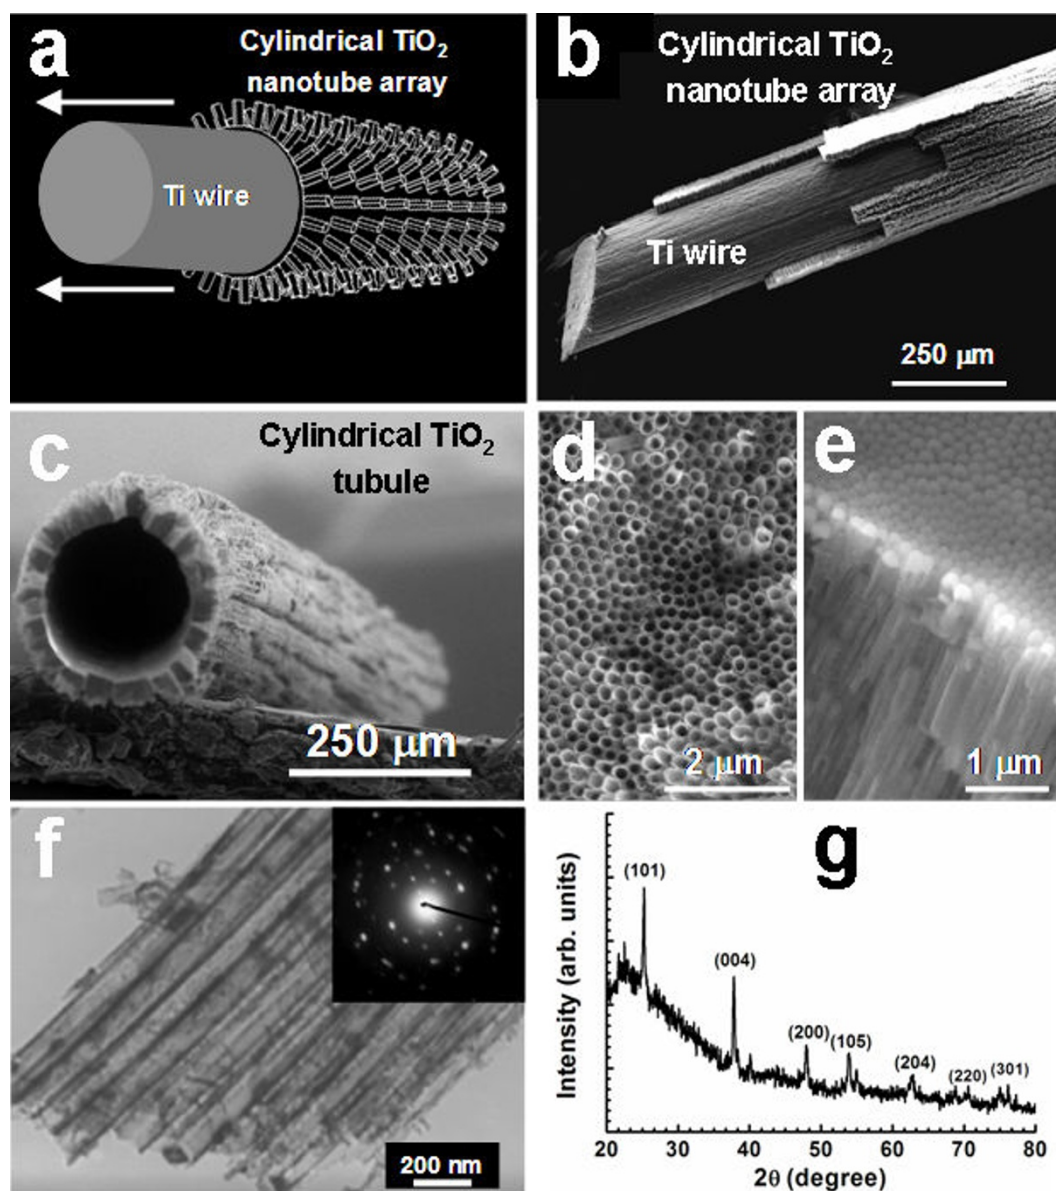 a
Cylindrical TiO₂
nanotube array
Ti wire
b
Cylindrical TiO₂
nanotube array
Ti wire
250 µm
c
Cylindrical TiO₂
tubule
250 µm
d
2 µm
e
1 µm
f
200 nm
g
Intensity (arb. units)
(101)
(004)
(200)
(105)
(204)
(220)
(301)
20 30 40 50 60 70 80
2θ (degree)